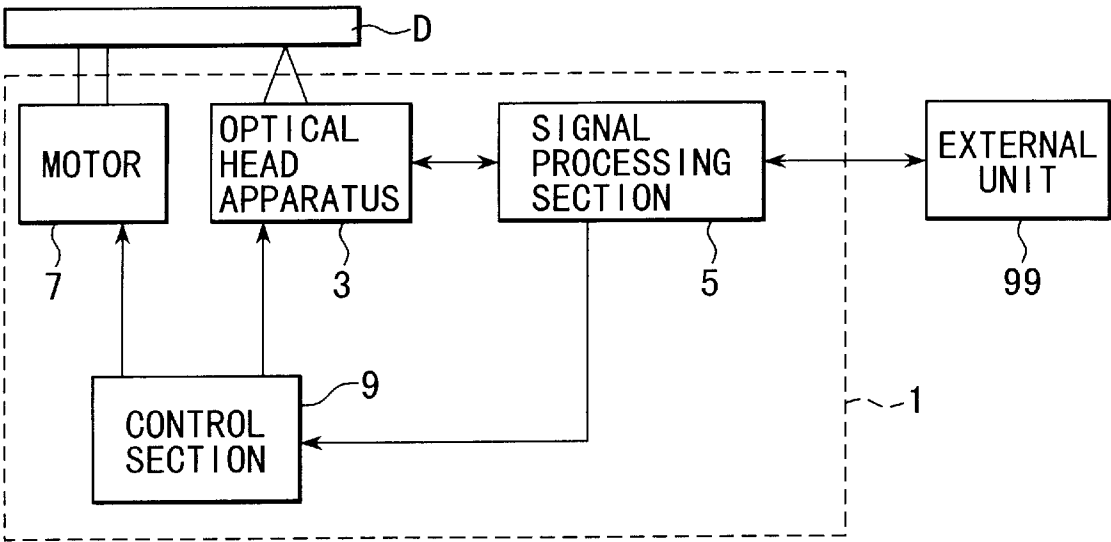 D
MOTOR
OPTICAL
HEAD
APPARATUS
SIGNAL
PROCESSING
SECTION
EXTERNAL
UNIT
7
3
5
99
9
CONTROL
SECTION
1